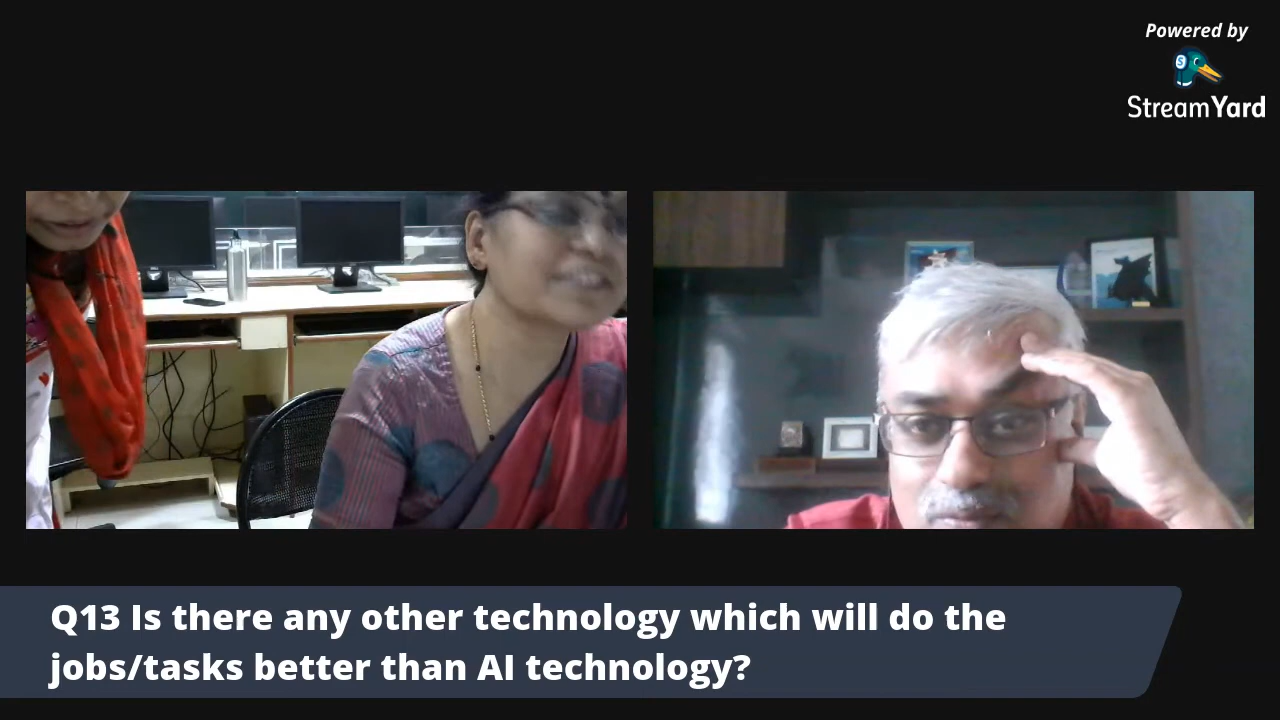 Powered by
StreamYard
Q13 Is there any other technology which will do the
jobs/tasks better than AI technology?